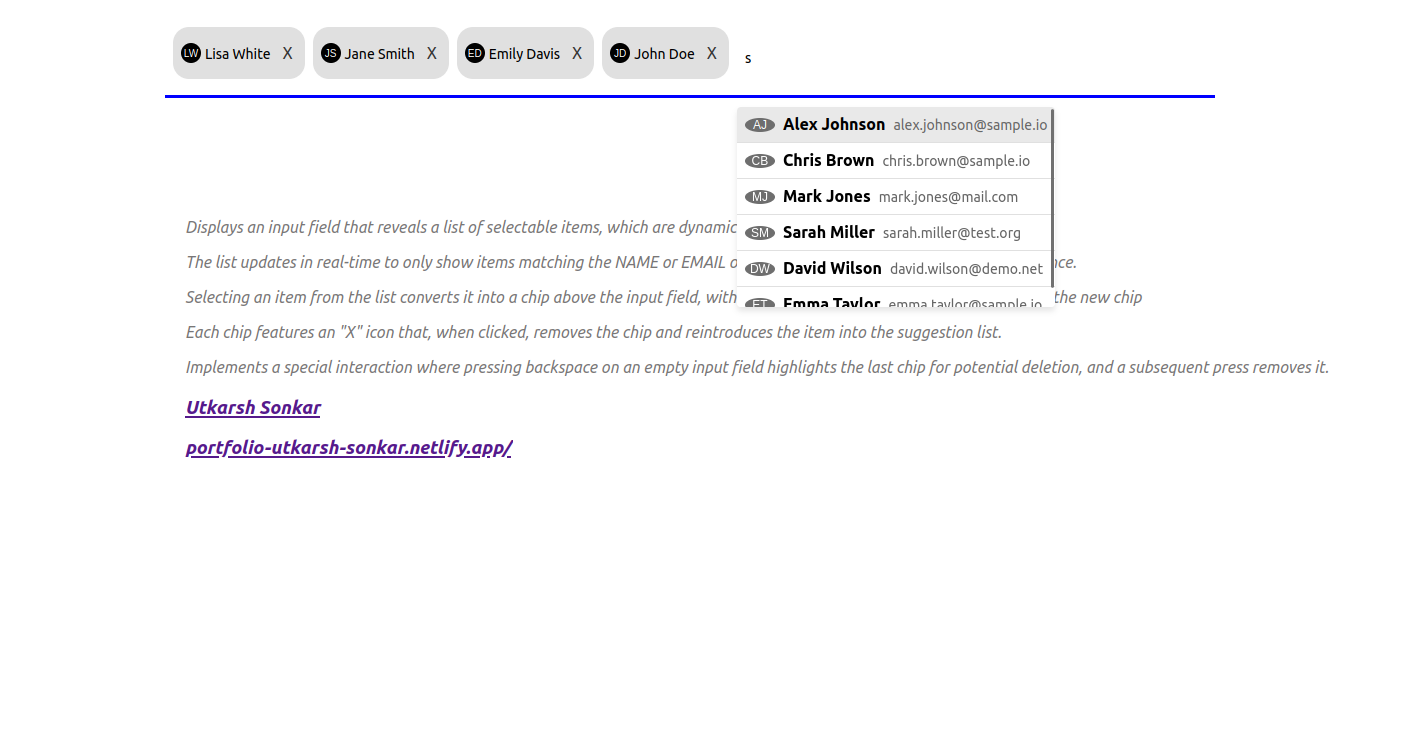 LW Lisa White X JS Jane Smith X ED Emily Davis X JD John Doe X s
AJ Alex Johnson alex.johnson@sample.io
CB Chris Brown chris.brown@sample.io
MJ Mark Jones mark.jones@mail.com
SM Sarah Miller sarah.miller@test.org
DW David Wilson david.wilson@demo.net
ET Emma Taylor emma.taylor@sample.io
Displays an input field that reveals a list of selectable items, which are dynamic
The list updates in real-time to only show items matching the NAME or EMAIL
Selecting an item from the list converts it into a chip above the input field, with the new chip
Each chip features an "X" icon that, when clicked, removes the chip and reintroduces the item into the suggestion list.
Implements a special interaction where pressing backspace on an empty input field highlights the last chip for potential deletion, and a subsequent press removes it.
Utkarsh Sonkar
portfolio-utkarsh-sonkar.netlify.app/